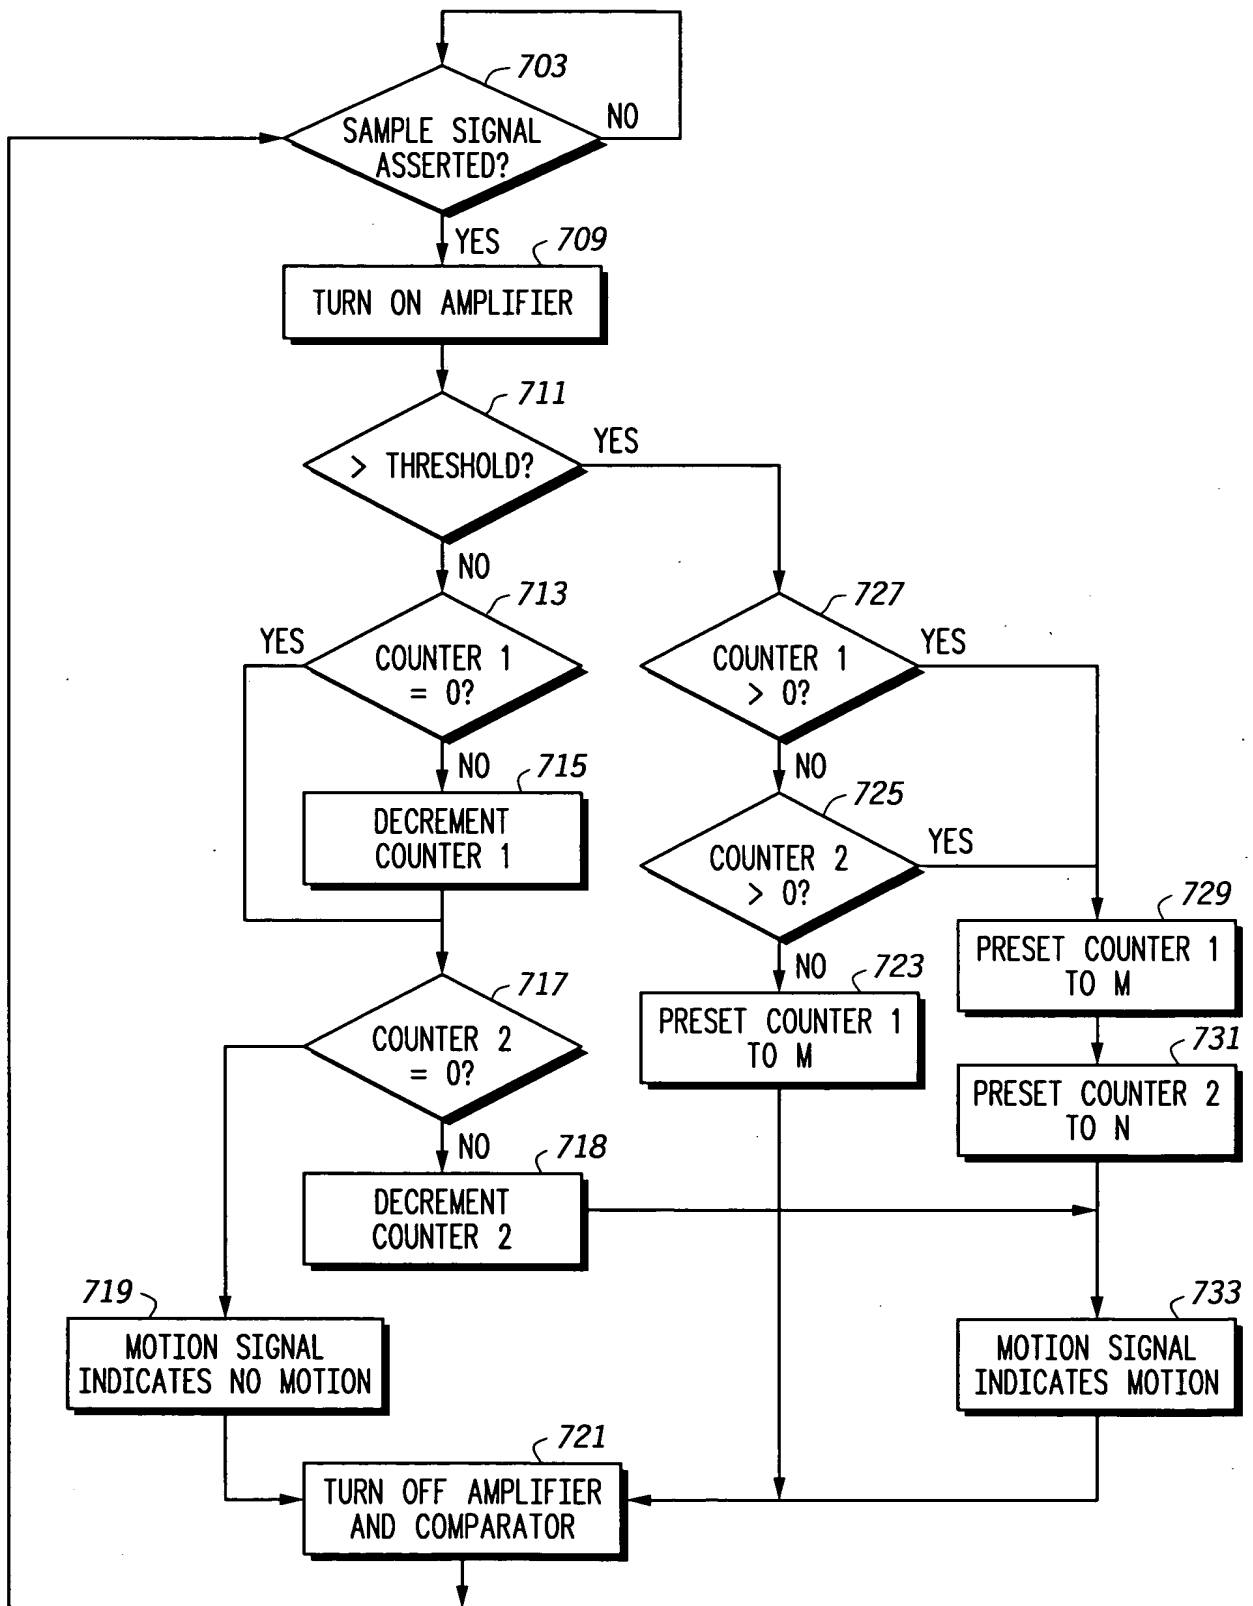 703
SAMPLE SIGNAL
ASSERTED?
NO
YES
709
TURN ON AMPLIFIER
711
> THRESHOLD?
YES
NO
713
YES
COUNTER 1
= 0?
727
COUNTER 1
> 0?
YES
NO
715
DECREMENT
COUNTER 1
NO
725
COUNTER 2
> 0?
YES
729
PRESET COUNTER 1
TO M
NO
723
PRESET COUNTER 1
TO M
717
COUNTER 2
= 0?
731
PRESET COUNTER 2
TO N
NO
718
DECREMENT
COUNTER 2
719
MOTION SIGNAL
INDICATES NO MOTION
733
MOTION SIGNAL
INDICATES MOTION
721
TURN OFF AMPLIFIER
AND COMPARATOR